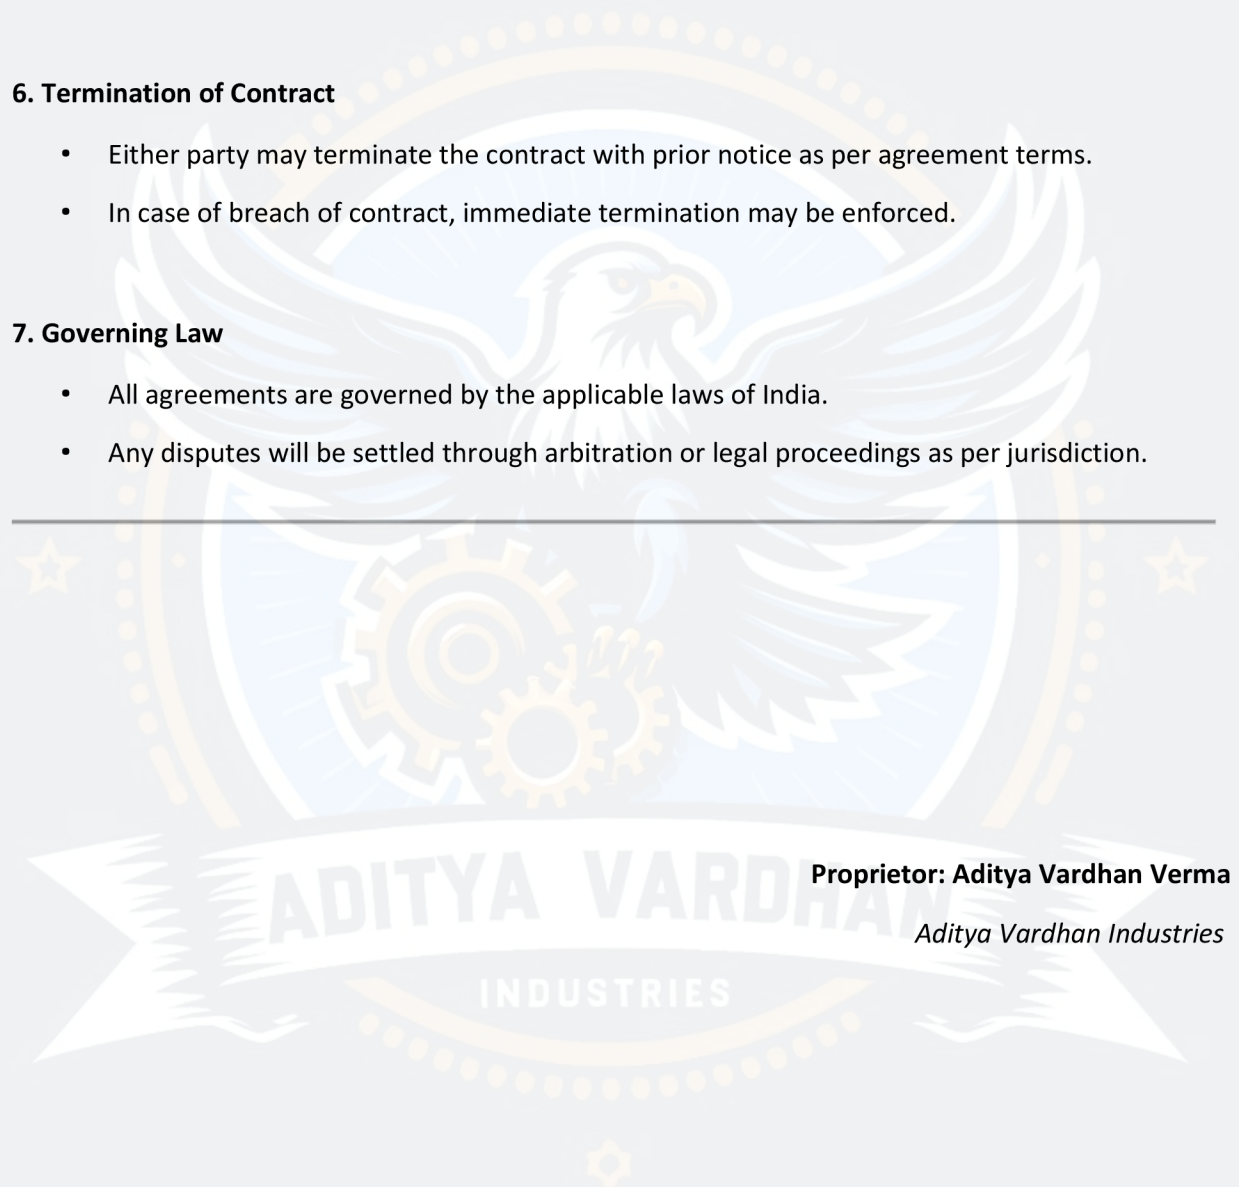 6. Termination of Contract
• Either party may terminate the contract with prior notice as per agreement terms.
• In case of breach of contract, immediate termination may be enforced.
7. Governing Law
• All agreements are governed by the applicable laws of India.
• Any disputes will be settled through arbitration or legal proceedings as per jurisdiction.
ADITYA VARDHAN
Proprietor: Aditya Vardhan Verma
Aditya Vardhan Industries
INDUSTRIES